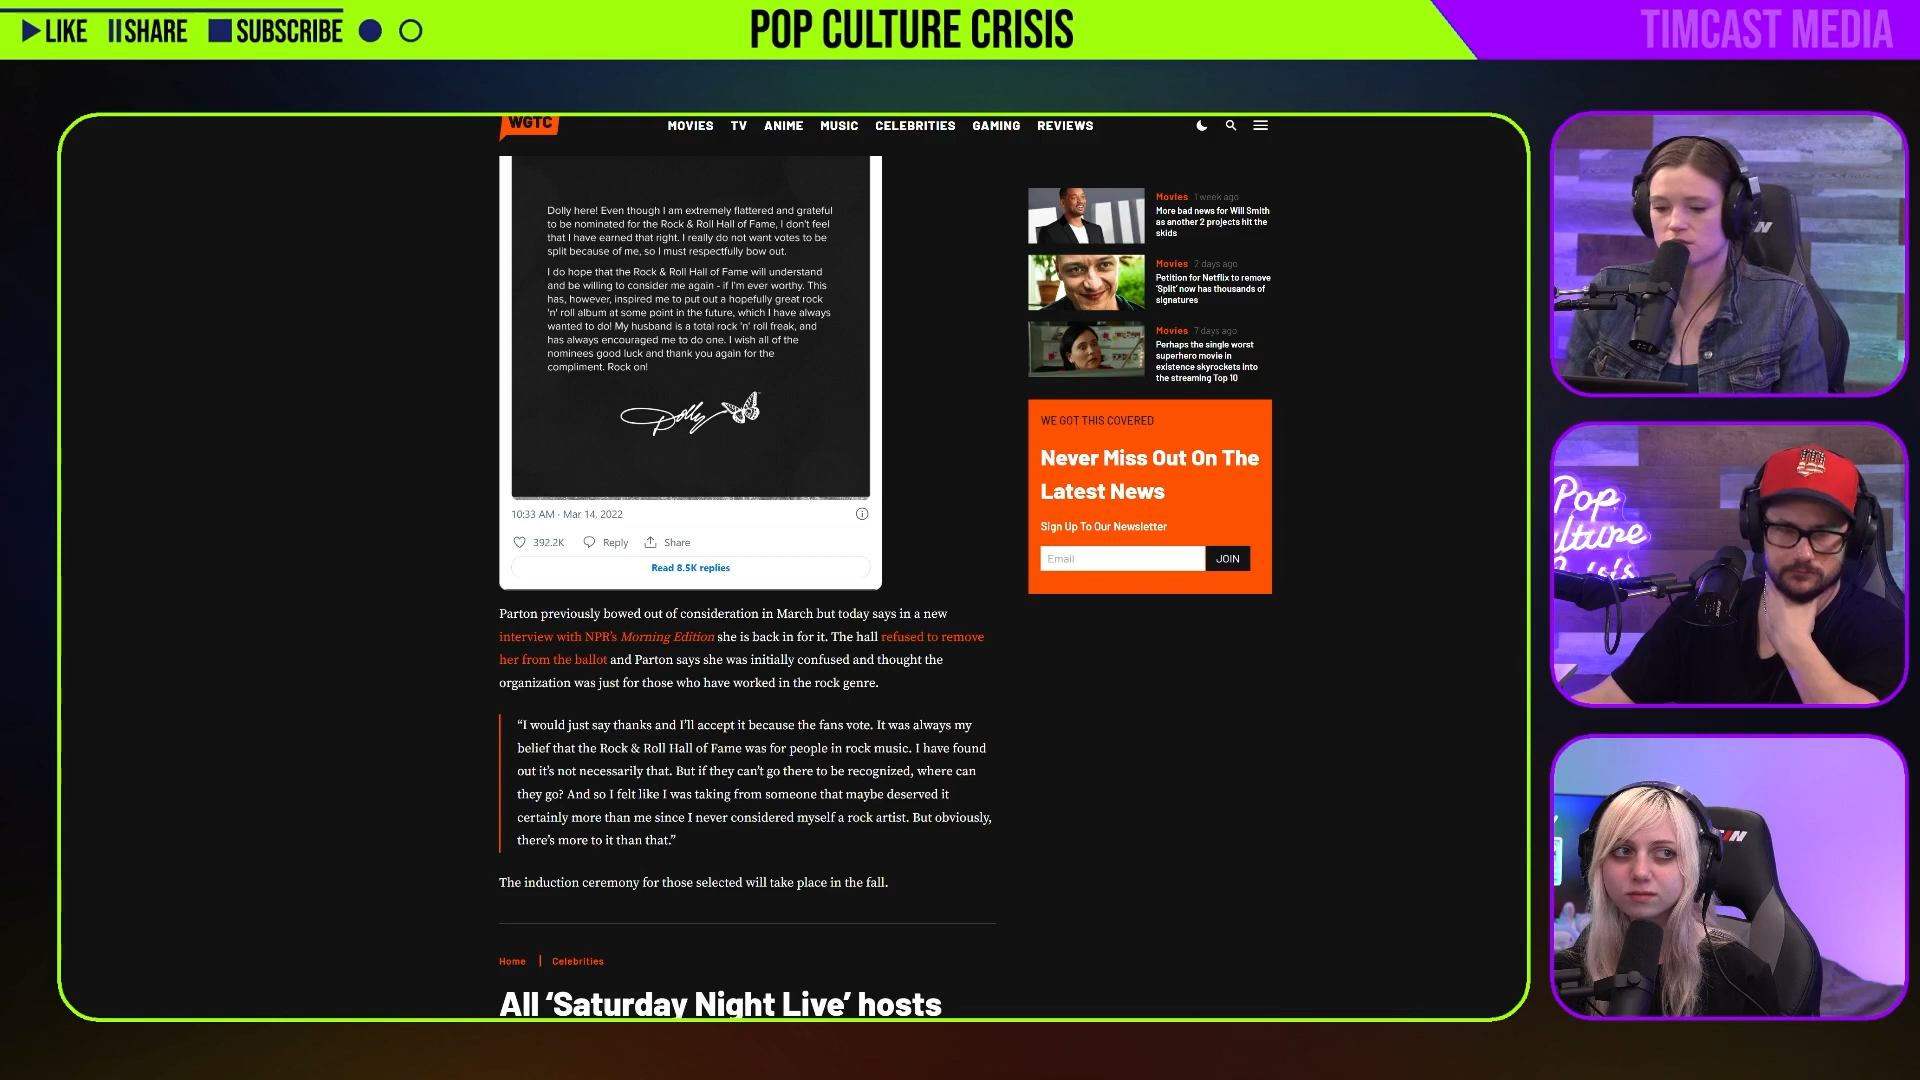 LIKE SHARE SUBSCRIBE
POP CULTURE CRISIS
TIMCAST MEDIA
WGTC
MOVIES TV ANIME MUSIC CELEBRITIES GAMING REVIEWS
Dolly here! Even though I am extremely flattered and grateful
to be nominated for the Rock & Roll Hall of Fame, I don't feel
that I have earned that right. I really do not want votes to be
split because of me, so I must respectfully bow out.
I do hope that the Rock & Roll Hall of Fame will understand
and be willing to consider me again - if I'm ever worthy. This
has, however, inspired me to put out a hopefully great rock
'n' roll album at some point in the future, which I have always
wanted to do! My husband is a total rock 'n' roll freak, and
has always encouraged me to do one. I wish all of the
nominees good luck and thank you again for the
compliment. Rock on!
Dolly
10:33 AM · Mar 14, 2022
392.2K Reply Share
Read 8.5K replies
Parton previously bowed out of consideration in March but today says in a new
interview with NPR's Morning Edition she is back in for it. The hall refused to remove
her from the ballot and Parton says she was initially confused and thought the
organization was just for those who have worked in the rock genre.
“I would just say thanks and I’ll accept it because the fans vote. It was always my
belief that the Rock & Roll Hall of Fame was for people in rock music. I have found
out it’s not necessarily that. But if they can’t go there to be recognized, where can
they go? And so I felt like I was taking from someone that maybe deserved it
certainly more than me since I never considered myself a rock artist. But obviously,
there’s more to it than that.”
The induction ceremony for those selected will take place in the fall.
Home | Celebrities
All ‘Saturday Night Live’ hosts
Movies 1 week ago
More bad news for Will Smith
as another 2 projects hit the
skids
Movies 2 days ago
Petition for Netflix to remove
'Split' now has thousands of
signatures
Movies 7 days ago
Perhaps the single worst
superhero movie in
existence skyrockets into
the streaming Top 10
WE GOT THIS COVERED
Never Miss Out On The
Latest News
Sign Up To Our Newsletter
Email JOIN
Pop